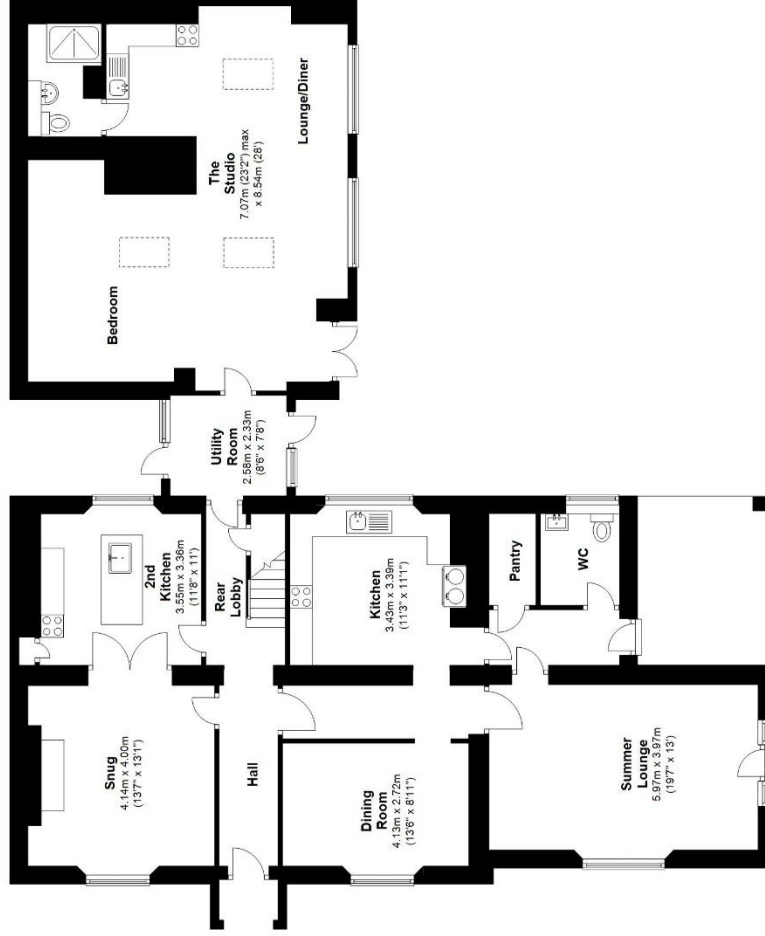 Lounge/Diner
The
Studio
7.07m (23'2") max
x 8.54m (28')
Bedroom
Utility
Room
2.58m x 2.33m
(8'6" x 7'8")
2nd
Kitchen
3.55m x 3.36m
(11'8" x 11')
Rear
Lobby
Kitchen
3.43m x 3.39m
(11'3" x 11'1")
Pantry
WC
Snug
4.14m x 4.00m
(13'7" x 13'1")
Hall
Dining
Room
4.13m x 2.72m
(13'6" x 8'11")
Summer
Lounge
5.97m x 3.97m
(19'7" x 13')